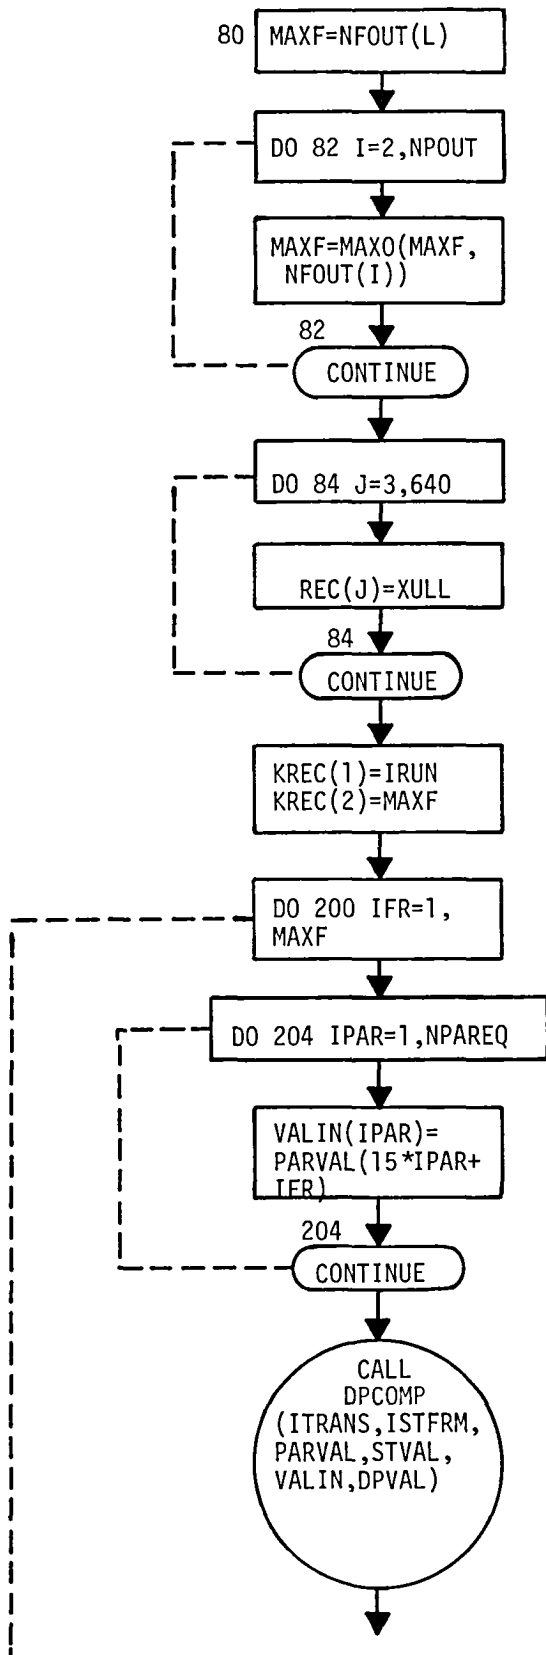 80 MAXF=NFOUT(L)
DO 82 I=2,NPOUT
MAXF=MAX0(MAXF,
NFOUT(I))
82
CONTINUE
DO 84 J=3,640
REC(J)=XULL
84
CONTINUE
KREC(1)=IRUN
KREC(2)=MAXF
DO 200 IFR=1,
MAXF
DO 204 IPAR=1,NPAREQ
VALIN(IPAR)=
PARVAL(15*IPAR+
IFR)
204
CONTINUE
CALL
DPCOMP
(ITRANS,ISTFRM,
PARVAL,STVAL,
VALIN,DPVAL)